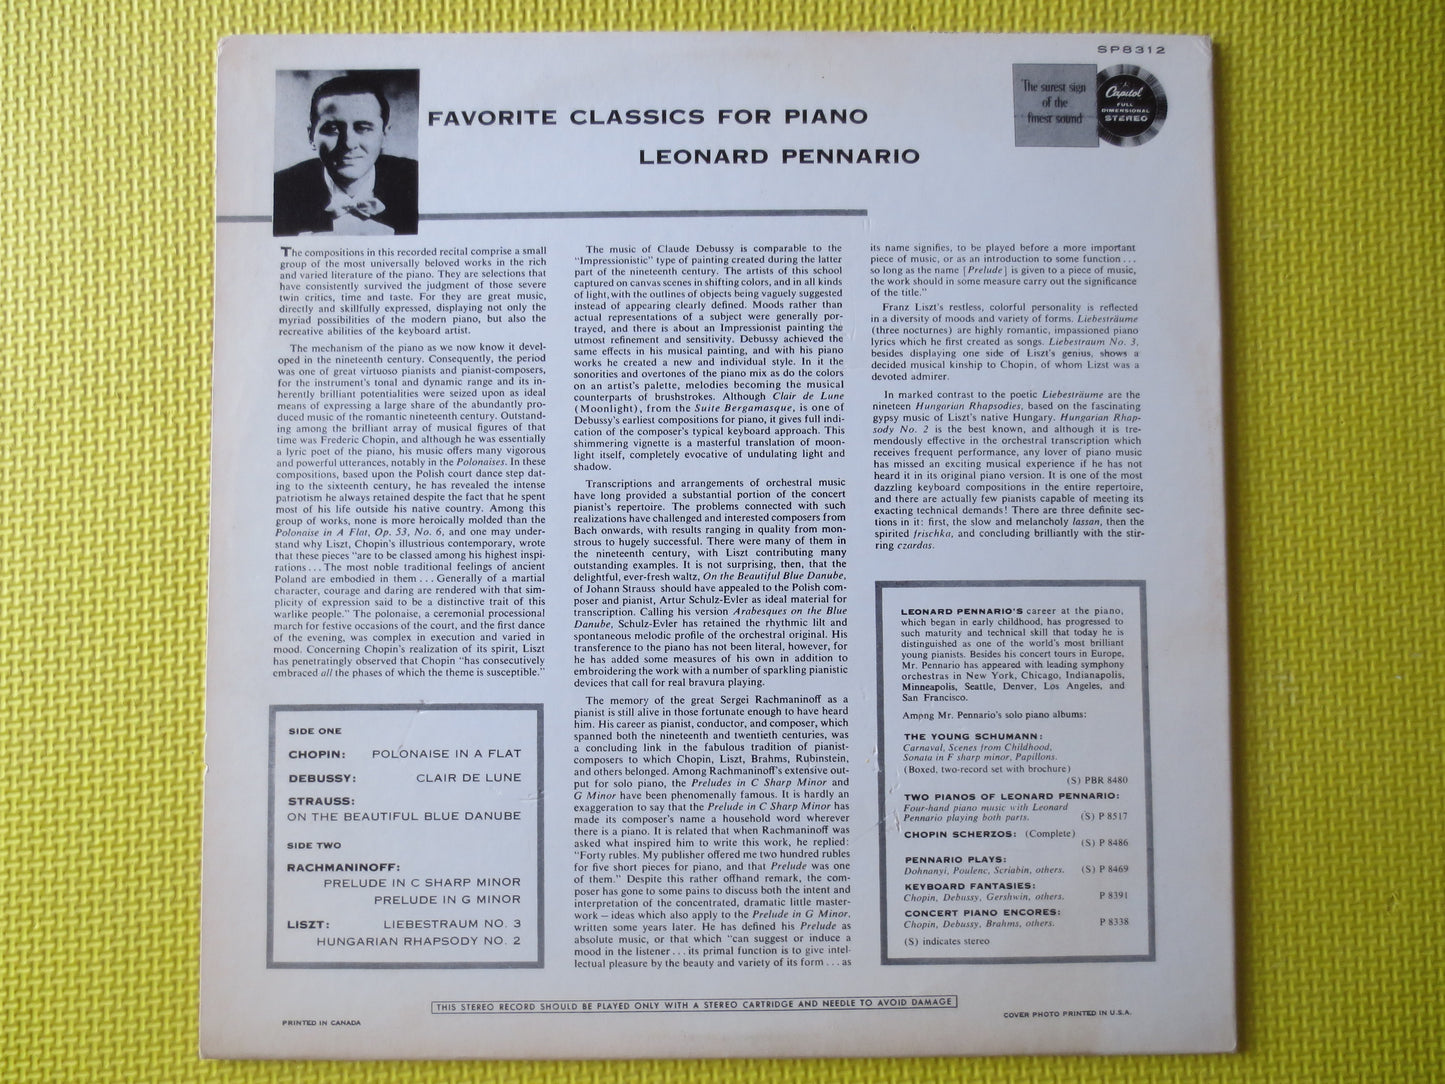 SP8312
The surest sign
of the
finest sound
Capitol
FULL
DIMENSIONAL
STEREO
FAVORITE CLASSICS FOR PIANO
LEONARD PENNARIO
The compositions in this recorded recital comprise a small
group of the most universally beloved works in the rich
and varied literature of the piano. They are selections that
have consistently survived the judgment of those severe
twin critics, time and taste. For they are great music,
directly and skillfully expressed, displaying not only the
myriad possibilities of the modern piano, but also the
recreative abilities of the keyboard artist.
The mechanism of the piano as we now know it devel-
oped in the nineteenth century. Consequently, the period
was one of great virtuoso pianists and pianist-composers,
for the instrument's tonal and dynamic range and its in-
herently brilliant potentialities were seized upon as ideal
means of expressing a large share of the abundantly pro-
duced music of the romantic nineteenth century. Outstand-
ing among the brilliant array of musical figures of that
time was Frederic Chopin, and although he was essentially
a lyric poet of the piano, his music offers many vigorous
and powerful utterances, notably in the Polonaises. In these
compositions, based upon the Polish court dance step dat-
ing to the sixteenth century, he has revealed the intense
patriotism he always retained despite the fact that he spent
most of his life outside his native country. Among this
group of works, none is more heroically molded than the
Polonaise in A Flat, Op. 53, No. 6, and one may under-
stand why Liszt, Chopin's illustrious contemporary, wrote
that these pieces "are to be classed among his highest inspi-
rations . . . The most noble traditional feelings of ancient
Poland are embodied in them . . . Generally of a martial
character, courage and daring are rendered with that sim-
plicity of expression said to be a distinctive trait of this
warlike people." The polonaise, a ceremonial processional
march for festive occasions of the court, and the first dance
of the evening, was complex in execution and varied in
mood. Concerning Chopin's realization of its spirit, Liszt
has penetratingly observed that Chopin "has consecutively
embraced all the phases of which the theme is susceptible."
SIDE ONE
CHOPIN: POLONAISE IN A FLAT
DEBUSSY: CLAIR DE LUNE
STRAUSS:
ON THE BEAUTIFUL BLUE DANUBE
SIDE TWO
RACHMANINOFF:
PRELUDE IN C SHARP MINOR
PRELUDE IN G MINOR
LISZT: LIEBESTRAUM NO. 3
HUNGARIAN RHAPSODY NO. 2
The music of Claude Debussy is comparable to the
"Impressionistic" type of painting created during the latter
part of the nineteenth century. The artists of this school
captured on canvas scenes in shifting colors, and in all kinds
of light, with the outlines of objects being vaguely suggested
instead of appearing clearly defined. Moods rather than
actual representations of a subject were generally por-
trayed, and there is about an Impressionist painting the
utmost refinement and sensitivity. Debussy achieved the
same effects in his musical painting, and with his piano
works he created a new and individual style. In it the
sonorities and overtones of the piano mix as do the colors
on an artist's palette, melodies becoming the musical
counterparts of brushstrokes. Although Clair de Lune
(Moonlight), from the Suite Bergamasque, is one of
Debussy's earliest compositions for piano, it gives full indi-
cation of the composer's typical keyboard approach. This
shimmering vignette is a masterful translation of moon-
light itself, completely evocative of undulating light and
shadow.
Transcriptions and arrangements of orchestral music
have long provided a substantial portion of the concert
pianist's repertoire. The problems connected with such
realizations have challenged and interested composers from
Bach onwards, with results ranging in quality from mon-
strous to hugely successful. There were many of them in
the nineteenth century, with Liszt contributing many
outstanding examples. It is not surprising, then, that the
delightful, ever-fresh waltz, On the Beautiful Blue Danube,
of Johann Strauss should have appealed to the Polish com-
poser and pianist, Artur Schulz-Evler as ideal material for
transcription. Calling his version Arabesques on the Blue
Danube, Schulz-Evler has retained the rhythmic lilt and
spontaneous melodic profile of the orchestral original. His
transference to the piano has not been literal, however, for
he has added some measures of his own in addition to
embroidering the work with a number of sparkling pianistic
devices that call for real bravura playing.
The memory of the great Sergei Rachmaninoff as a
pianist is still alive in those fortunate enough to have heard
him. His career as pianist, conductor, and composer, which
spanned both the nineteenth and twentieth centuries, was
a concluding link in the fabulous tradition of pianist-
composers to which Chopin, Liszt, Brahms, Rubinstein,
and others belonged. Among Rachmaninoff's extensive out-
put for solo piano, the Preludes in C Sharp Minor and
G Minor have been phenomenally famous. It is hardly an
exaggeration to say that the Prelude in C Sharp Minor has
made its composer's name a household word wherever
there is a piano. It is related that when Rachmaninoff was
asked what inspired him to write this work, he replied:
"Forty rubles. My publisher offered me two hundred rubles
for five short pieces for piano, and that Prelude was one
of them." Despite this rather offhand remark, the com-
poser has gone to some pains to discuss both the intent and
interpretation of the concentrated, dramatic little master-
work – ideas which also apply to the Prelude in G Minor,
written some years later. He has defined his Prelude as
absolute music, or that which "can suggest or induce a
mood in the listener . . . its primal function is to give intel-
lectual pleasure by the beauty and variety of its form . . . as
its name signifies, to be played before a more important
piece of music, or as an introduction to some function . . .
so long as the name [Prelude] is given to a piece of music,
the work should in some measure carry out the significance
of the title."
Franz Liszt's restless, colorful personality is reflected
in a diversity of moods and variety of forms. Liebesträume
(three nocturnes) are highly romantic, impassioned piano
lyrics which he first created as songs. Liebestraum No. 3,
besides displaying one side of Liszt's genius, shows a
decided musical kinship to Chopin, of whom Liszt was a
devoted admirer.
In marked contrast to the poetic Liebesträume are the
nineteen Hungarian Rhapsodies, based on the fascinating
gypsy music of Liszt's native Hungary. Hungarian Rhap-
sody No. 2 is the best known, and although it is tre-
mendously effective in the orchestral transcription which
receives frequent performance, any lover of piano music
has missed an exciting musical experience if he has not
heard it in its original piano version. It is one of the most
dazzling keyboard compositions in the entire repertoire,
and there are actually few pianists capable of meeting its
exacting technical demands! There are three definite sec-
tions in it: first, the slow and melancholy lassan, then the
spirited frischka, and concluding brilliantly with the stir-
ring czardas.
LEONARD PENNARIO'S career at the piano,
which began in early childhood, has progressed to
such maturity and technical skill that today he is
distinguished as one of the world's most brilliant
young pianists. Besides his concert tours in Europe,
Mr. Pennario has appeared with leading symphony
orchestras in New York, Chicago, Indianapolis,
Minneapolis, Seattle, Denver, Los Angeles, and
San Francisco.
Among Mr. Pennario's solo piano albums:
THE YOUNG SCHUMANN:
Carnaval, Scenes from Childhood,
Sonata in F sharp minor, Papillons.
(Boxed, two-record set with brochure)
(S) PBR 8480
TWO PIANOS OF LEONARD PENNARIO:
Four-hand piano music with Leonard
Pennario playing both parts. (S) P 8517
CHOPIN SCHERZOS: (Complete)
(S) P 8486
PENNARIO PLAYS:
Dohnanyi, Poulenc, Scriabin, others. (S) P 8469
KEYBOARD FANTASIES:
Chopin, Debussy, Gershwin, others. P 8391
CONCERT PIANO ENCORES:
Chopin, Debussy, Brahms, others. P 8338
(S) indicates stereo
THIS STEREO RECORD SHOULD BE PLAYED ONLY WITH A STEREO CARTRIDGE AND NEEDLE TO AVOID DAMAGE
PRINTED IN CANADA
COVER PHOTO PRINTED IN U.S.A.